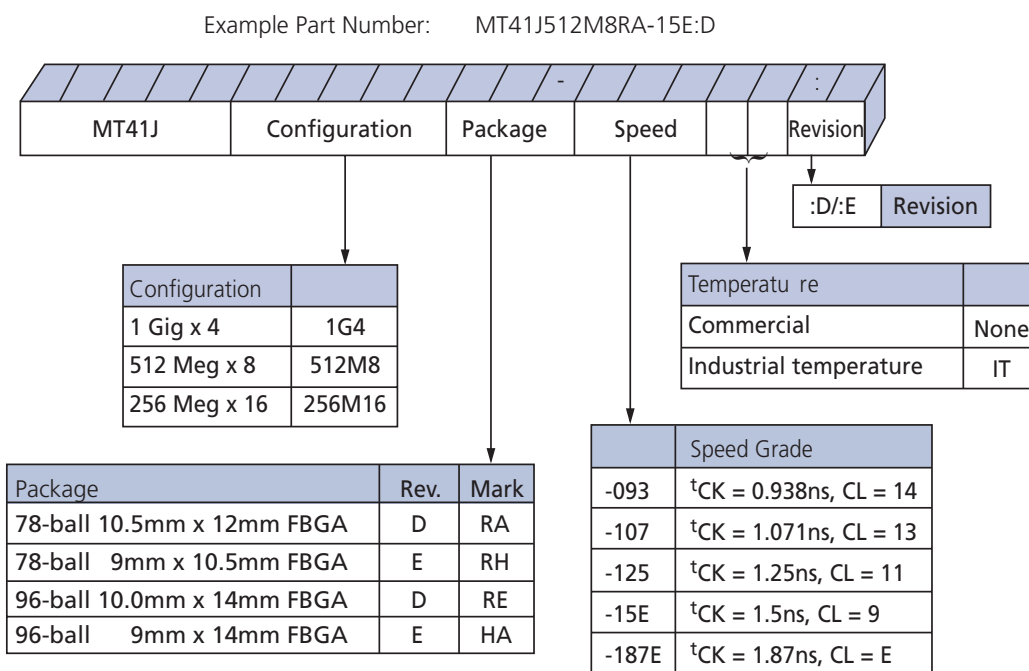 Example Part Number: MT41J512M8RA-15E:D
- :
MT41J Configuration Package Speed Revision
:D/:E Revision
Configuration
1 Gig x 4 1G4
512 Meg x 8 512M8
256 Meg x 16 256M16
Temperatu re
Commercial None
Industrial temperature IT
Package Rev. Mark
78-ball 10.5mm x 12mm FBGA D RA
78-ball 9mm x 10.5mm FBGA E RH
96-ball 10.0mm x 14mm FBGA D RE
96-ball 9mm x 14mm FBGA E HA
Speed Grade
-093 tCK = 0.938ns, CL = 14
-107 tCK = 1.071ns, CL = 13
-125 tCK = 1.25ns, CL = 11
-15E tCK = 1.5ns, CL = 9
-187E tCK = 1.87ns, CL = E